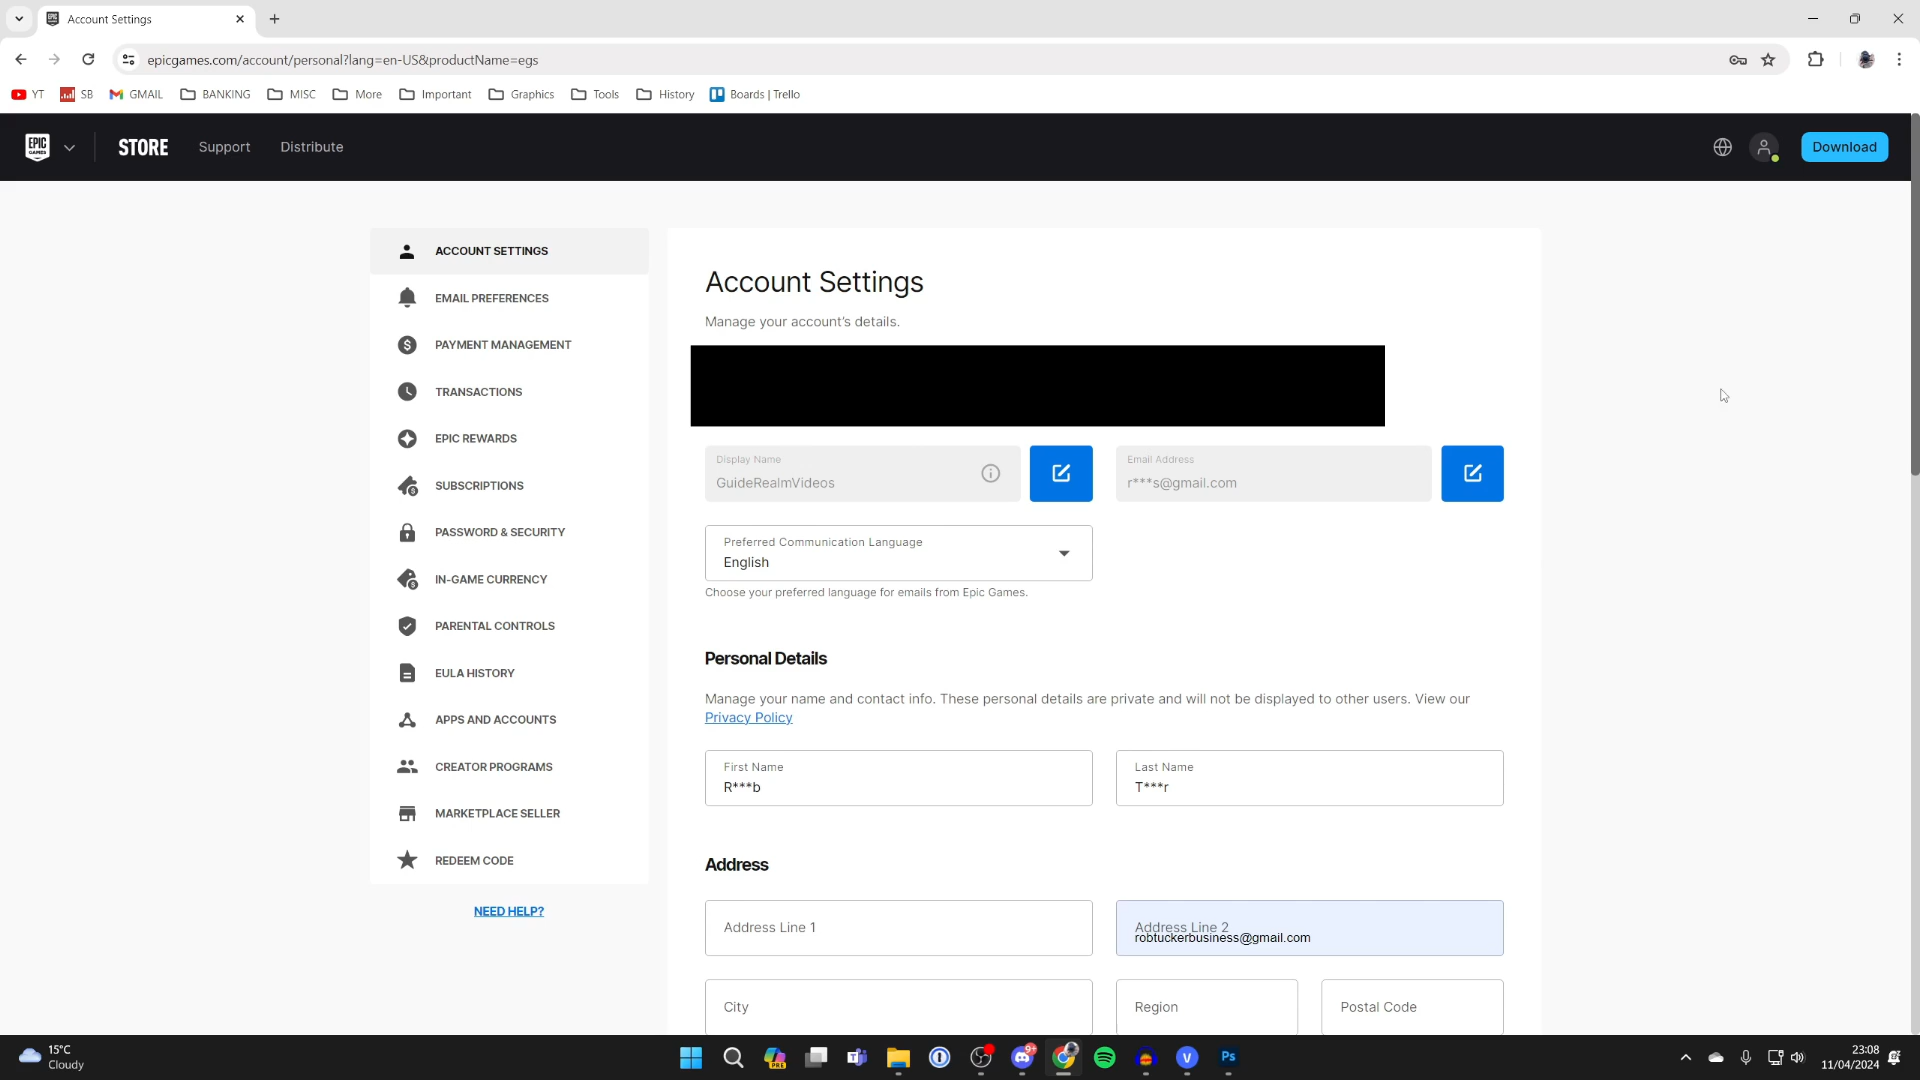 Account Settings
epicgames.com/account/personal?lang=en-US&productName=egs
YT SB GMAIL BANKING MISC More Important Graphics Tools History Boards | Trello
EPIC GAMES STORE Support Distribute Download
ACCOUNT SETTINGS
EMAIL PREFERENCES
PAYMENT MANAGEMENT
TRANSACTIONS
EPIC REWARDS
SUBSCRIPTIONS
PASSWORD & SECURITY
IN-GAME CURRENCY
PARENTAL CONTROLS
EULA HISTORY
APPS AND ACCOUNTS
CREATOR PROGRAMS
MARKETPLACE SELLER
REDEEM CODE
NEED HELP?
Account Settings
Manage your account's details.
Display Name
GuideRealmVideos
Email Address
r***s@gmail.com
Preferred Communication Language
English
Choose your preferred language for emails from Epic Games.
Personal Details
Manage your name and contact info. These personal details are private and will not be displayed to other users. View our
Privacy Policy
First Name
R***b
Last Name
T***r
Address
Address Line 1
Address Line 2
robtuckerbusiness@gmail.com
City
Region
Postal Code
15°C
Cloudy
PRE
9+
V
Ps
23:08
11/04/2024